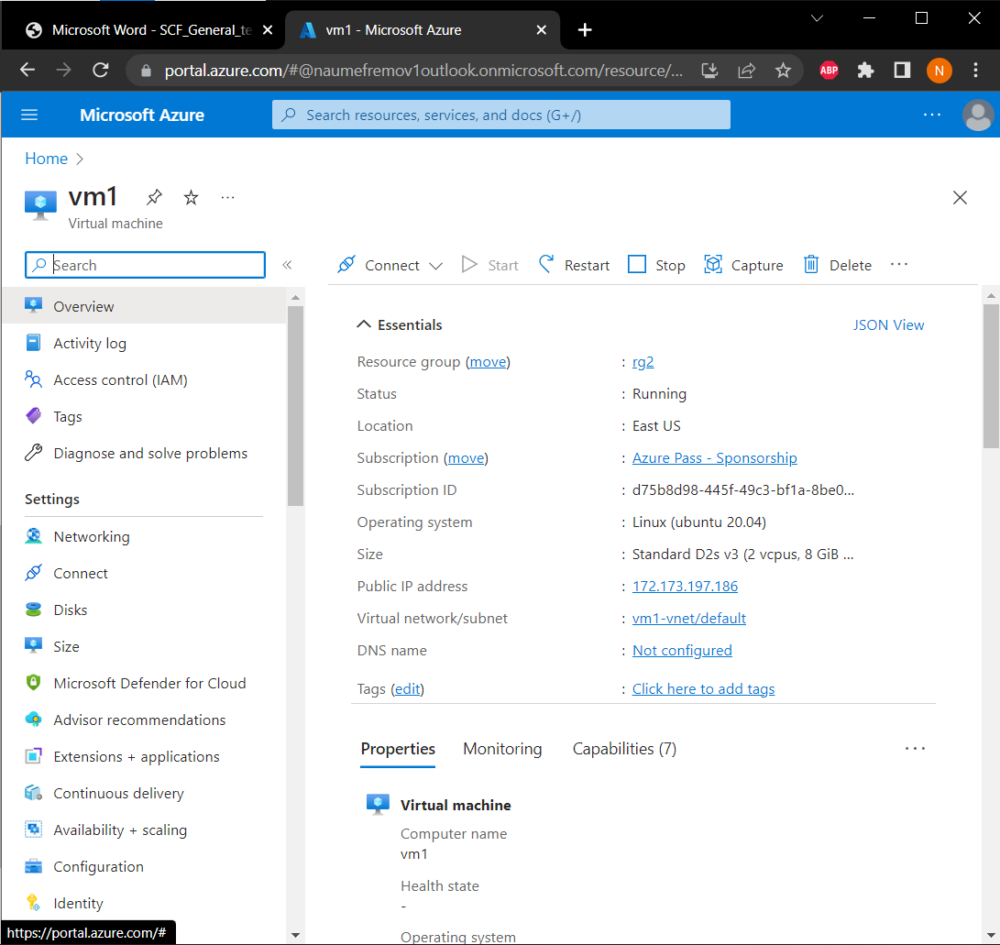 Microsoft Word - SCF_General_te
vm1 - Microsoft Azure
portal.azure.com/#@naumefremov1outlook.onmicrosoft.com/resource/...
ABP
N
Microsoft Azure
Search resources, services, and docs (G+/)
Home
vm1
Virtual machine
Search
Connect Start Restart Stop Capture Delete
Overview
Activity log
Access control (IAM)
Tags
Diagnose and solve problems
Settings
Networking
Connect
Disks
Size
Microsoft Defender for Cloud
Advisor recommendations
Extensions + applications
Continuous delivery
Availability + scaling
Configuration
Identity
Essentials JSON View
Resource group (move) : rg2
Status : Running
Location : East US
Subscription (move) : Azure Pass - Sponsorship
Subscription ID : d75b8d98-445f-49c3-bf1a-8be0...
Operating system : Linux (ubuntu 20.04)
Size : Standard D2s v3 (2 vcpus, 8 GiB ...
Public IP address : 172.173.197.186
Virtual network/subnet : vm1-vnet/default
DNS name : Not configured
Tags (edit) : Click here to add tags
Properties Monitoring Capabilities (7)
Virtual machine
Computer name
vm1
Health state
-
Operating system
https://portal.azure.com/#